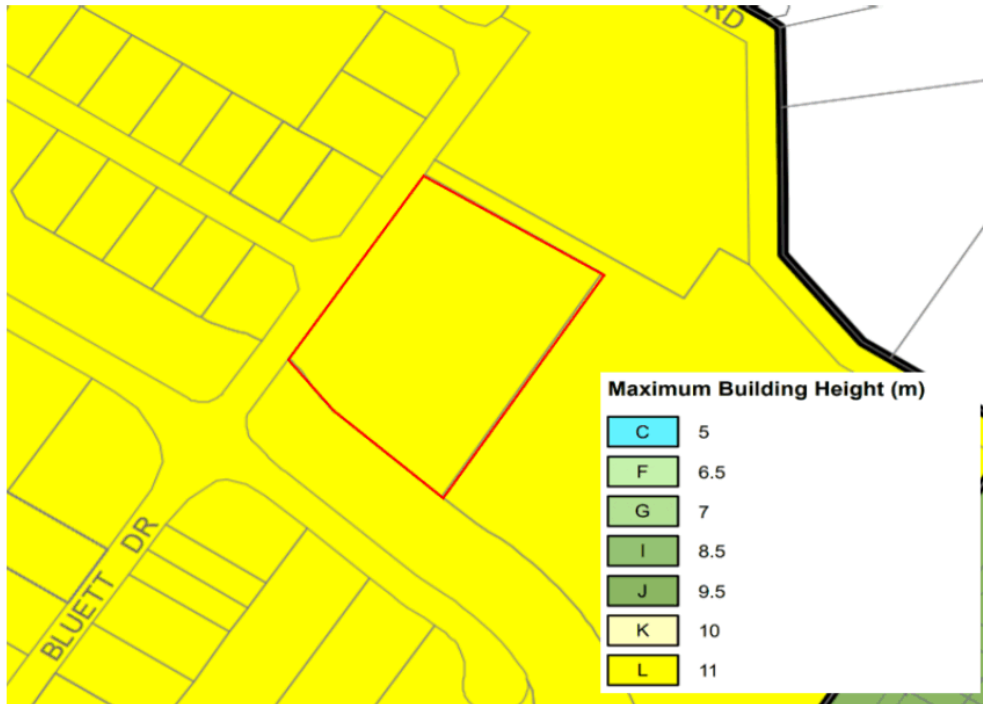 RD
BLUETT DR
Maximum Building Height (m)
C 5
F 6.5
G 7
I 8.5
J 9.5
K 10
L 11